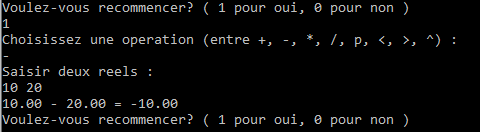 Voulez-vous recommencer? ( 1 pour oui, 0 pour non )
1
Choisissez une operation (entre +, -, *, /, p, <, >, ^) :
-
Saisir deux reels :
10 20
10.00 - 20.00 = -10.00
Voulez-vous recommencer? ( 1 pour oui, 0 pour non )